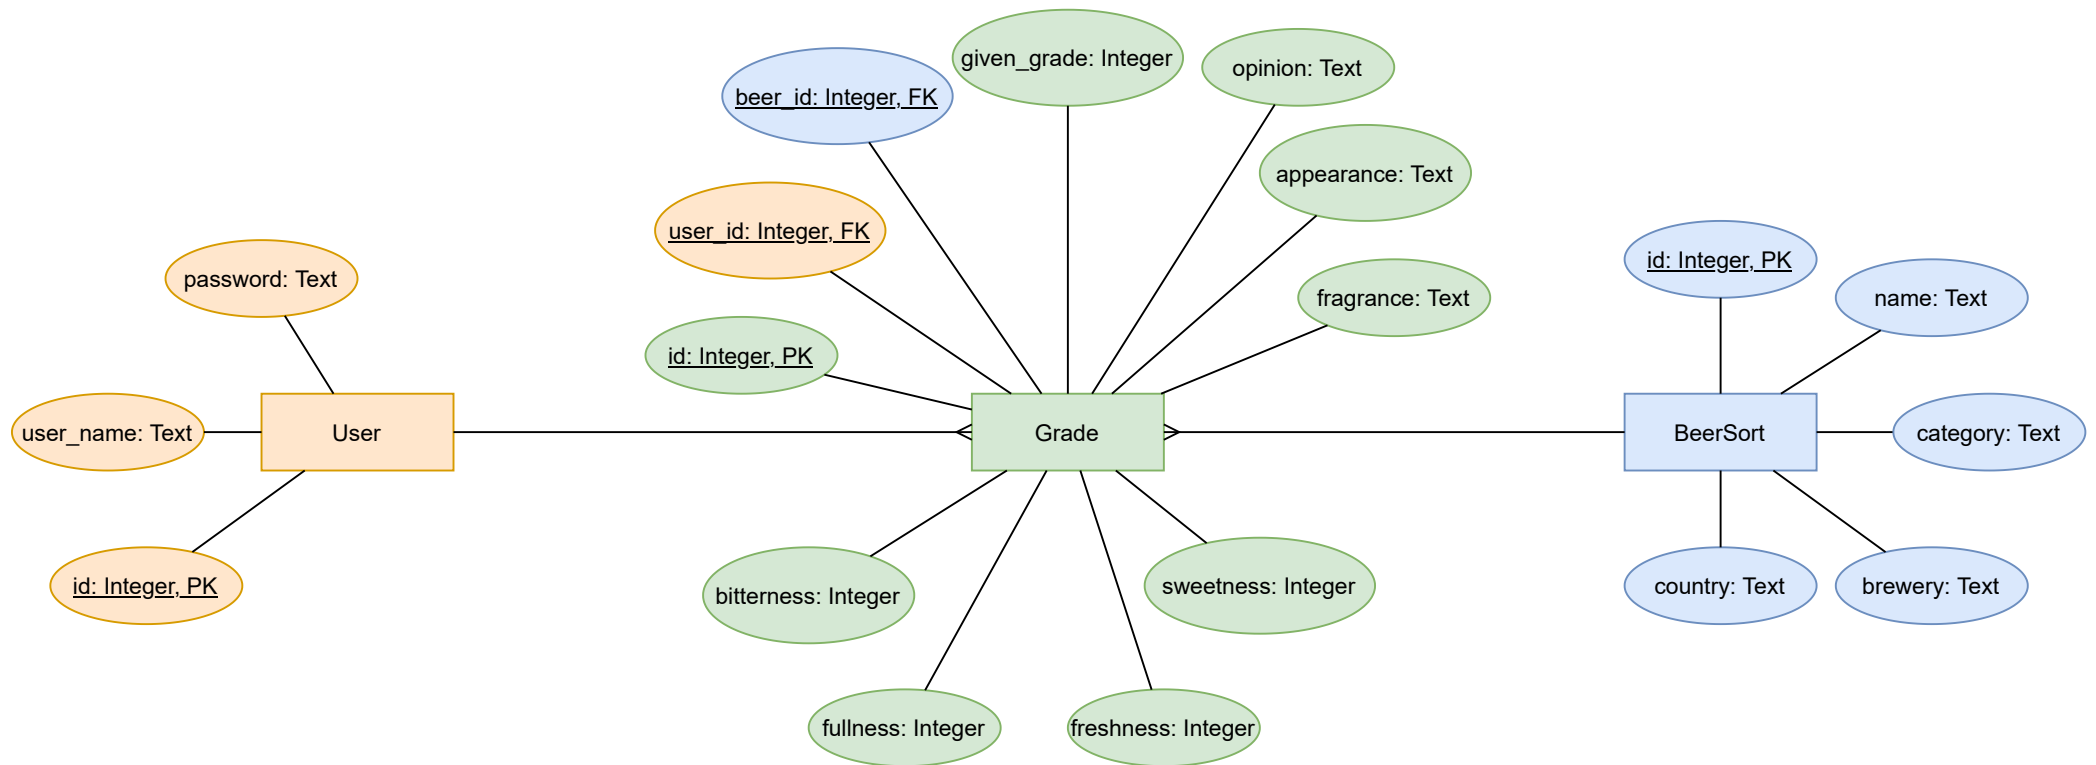 given_grade: Integer
opinion: Text
beer_id: Integer, FK
appearance: Text
user_id: Integer, FK
id: Integer, PK
name: Text
password: Text
fragrance: Text
id: Integer, PK
user_name: Text
User
Grade
BeerSort
category: Text
id: Integer, PK
bitterness: Integer
sweetness: Integer
country: Text
brewery: Text
fullness: Integer
freshness: Integer